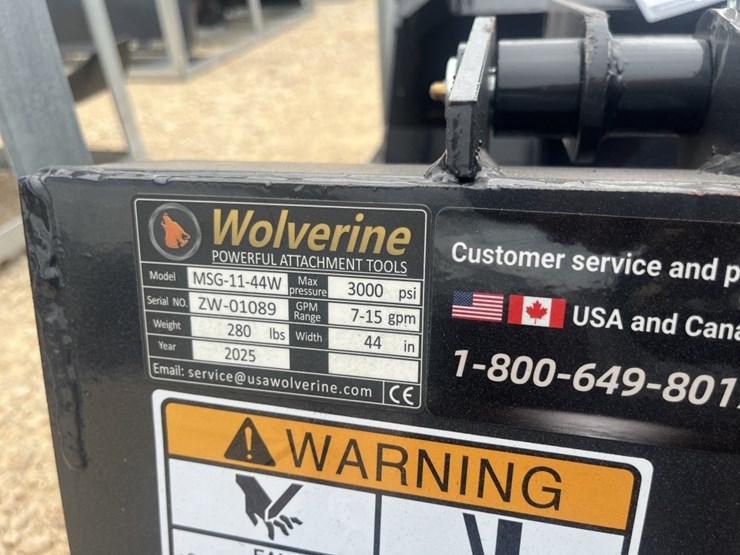 Wolverine
POWERFUL ATTACHMENT TOOLS
Model MSG-11-44W Max pressure 3000 psi
Serial NO. ZW-01089 GPM Range 7-15 gpm
Weight 280 lbs Width 44 in
Year 2025
Email: service@usawolverine.com CE
Customer service and
USA and
1-800-649-801
WARNING